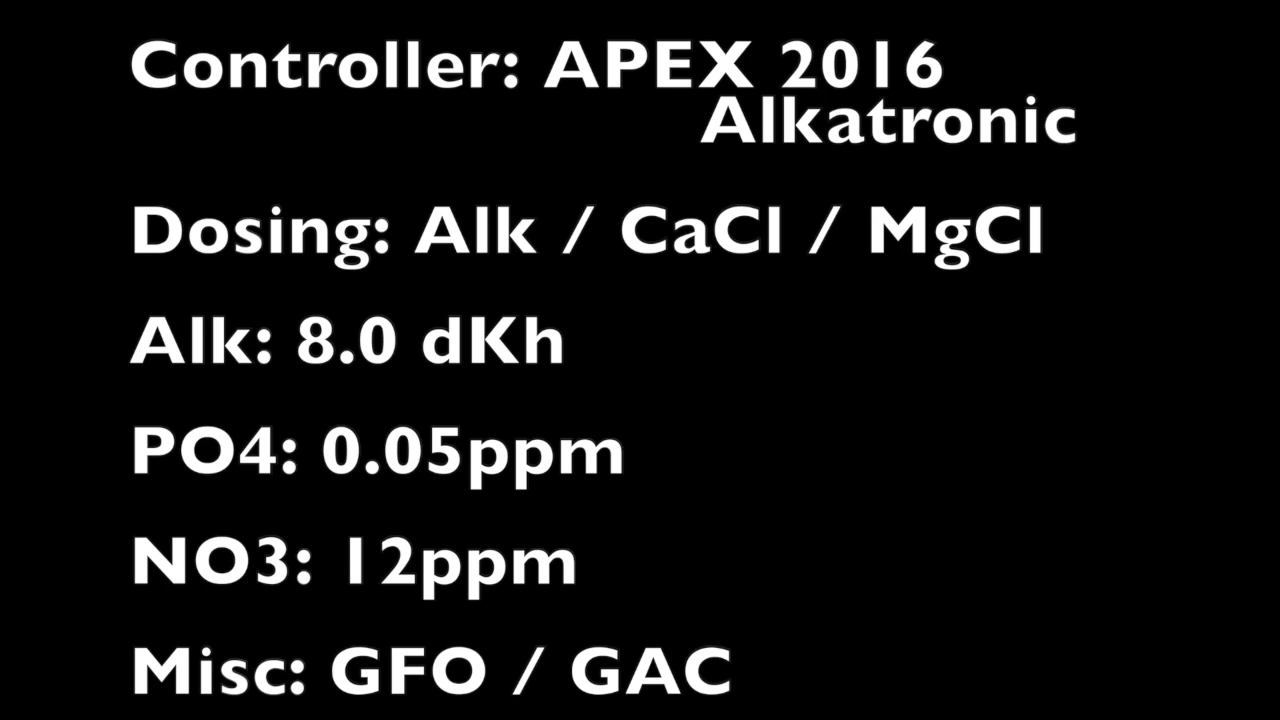 Controller: APEX 2016
Alkatronic
Dosing: Alk / CaCl / MgCl
Alk: 8.0 dKh
PO4: 0.05ppm
NO3: 12ppm
Misc: GFO / GAC